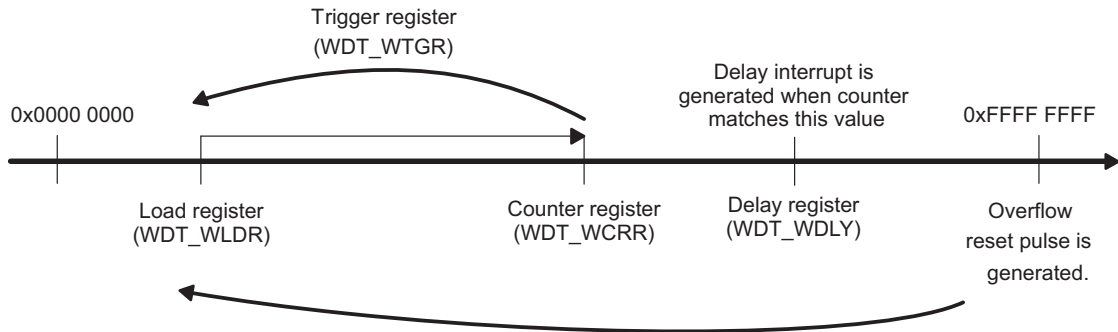 Trigger register
(WDT_WTGR)
Delay interrupt is
generated when counter
matches this value
0x0000 0000
0xFFFF FFFF
Load register
(WDT_WLDR)
Counter register
(WDT_WCRR)
Delay register
(WDT_WDLY)
Overflow
reset pulse is
generated.